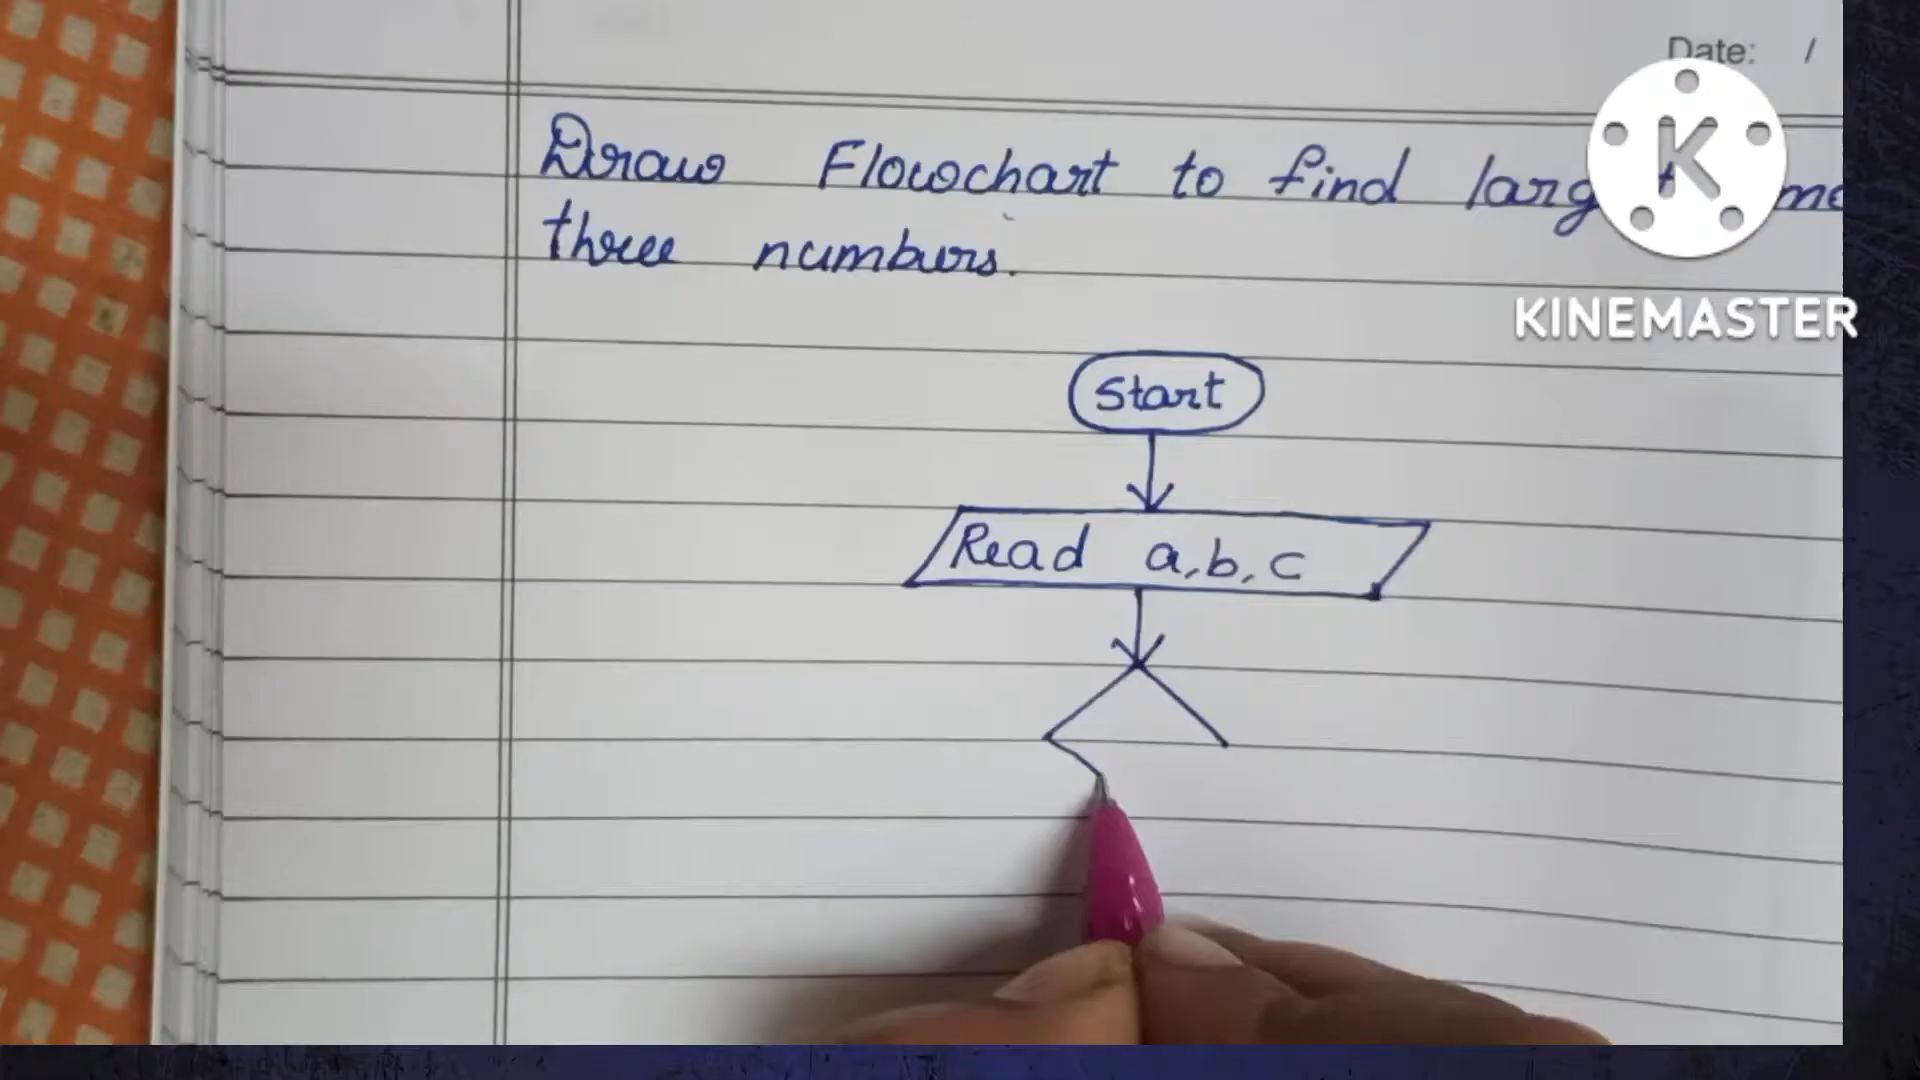 Date: /
Draw Flowchart to find larg
three numbers.
KINEMASTER
Start
Read a,b,c